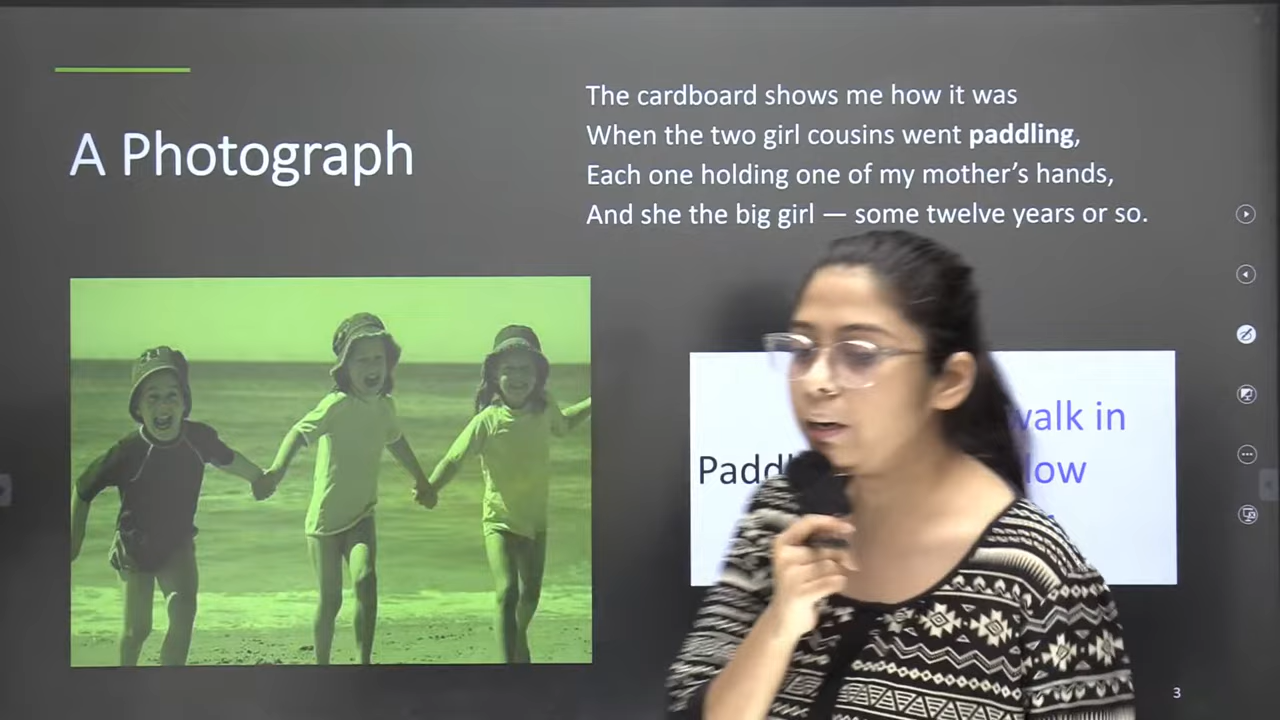 A Photograph
The cardboard shows me how it was
When the two girl cousins went paddling,
Each one holding one of my mother’s hands,
And she the big girl — some twelve years or so.
walk in
low
3